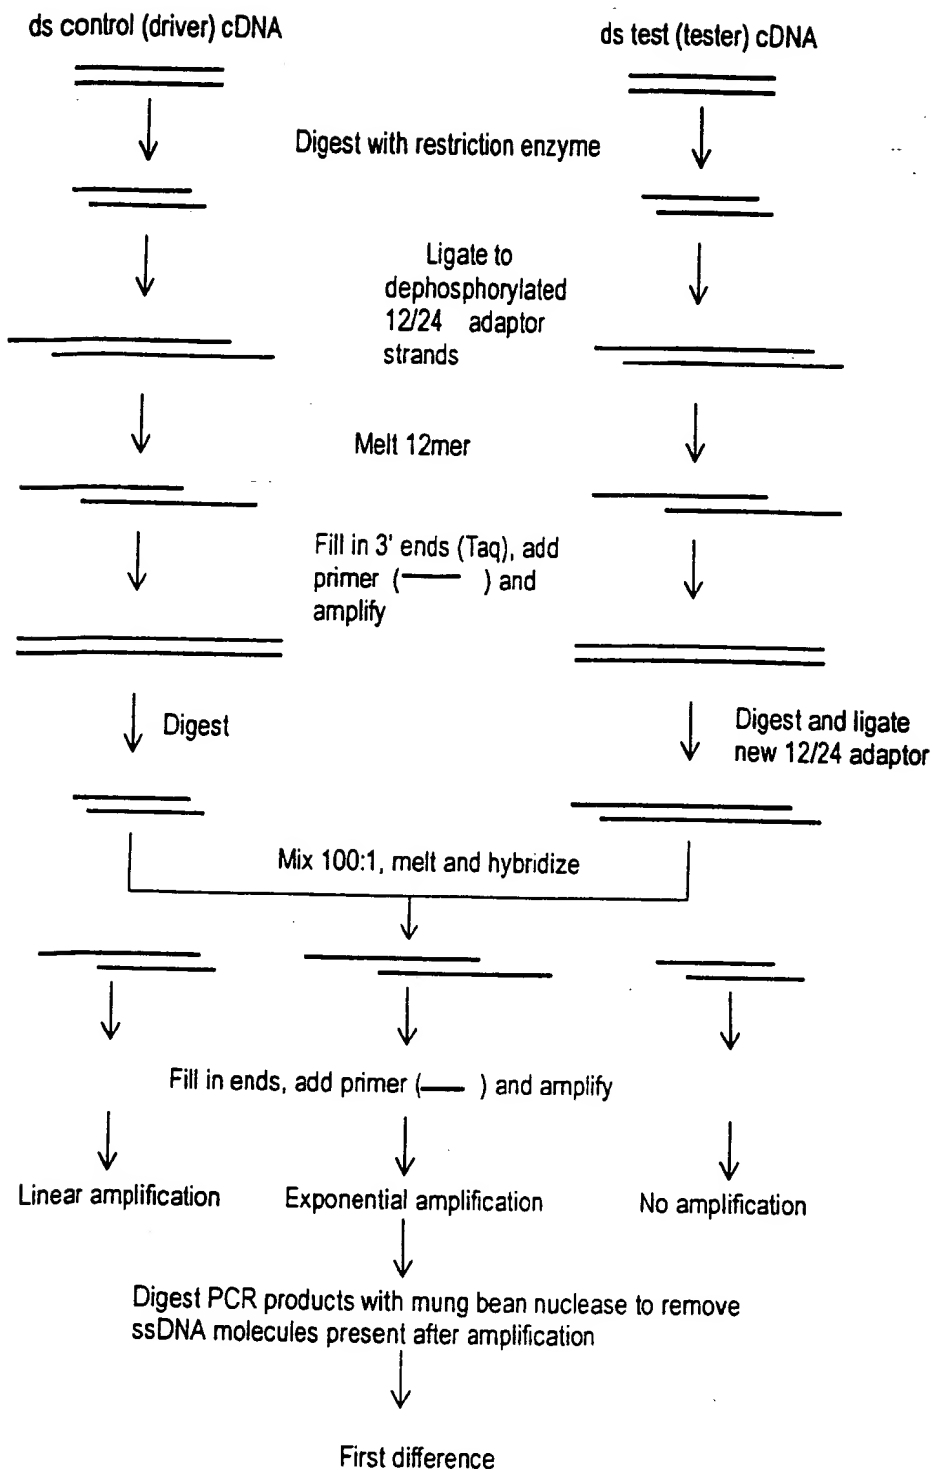 ds control (driver) cDNA
ds test (tester) cDNA
Digest with restriction enzyme
Ligate to
dephosphorylated
12/24 adaptor
strands
Melt 12mer
Fill in 3' ends (Taq), add
primer ( ) and
amplify
Digest
Digest and ligate
new 12/24 adaptor
Mix 100:1, melt and hybridize
Fill in ends, add primer ( ) and amplify
Linear amplification
Exponential amplification
No amplification
Digest PCR products with mung bean nuclease to remove
ssDNA molecules present after amplification
First difference